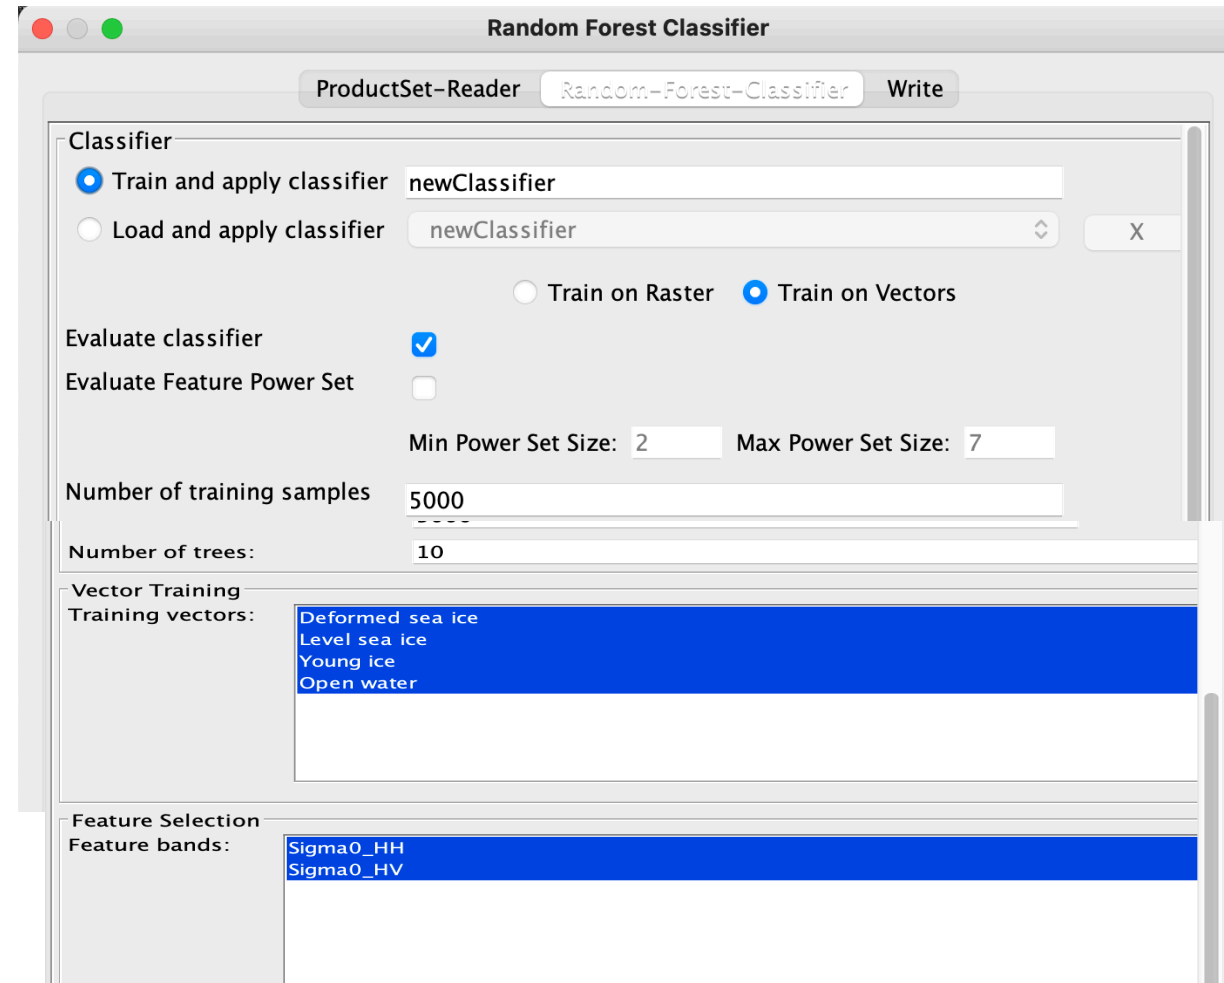 Random Forest Classifier
ProductSet-Reader Random-Forest-Classifier Write
Classifier
Train and apply classifier newClassifier
Load and apply classifier newClassifier X
Train on Raster Train on Vectors
Evaluate classifier
Evaluate Feature Power Set
Min Power Set Size: 2 Max Power Set Size: 7
Number of training samples 5000
Number of trees: 10
Vector Training
Training vectors: Deformed sea ice
Level sea ice
Young ice
Open water
Feature Selection
Feature bands: Sigma0_HH
Sigma0_HV